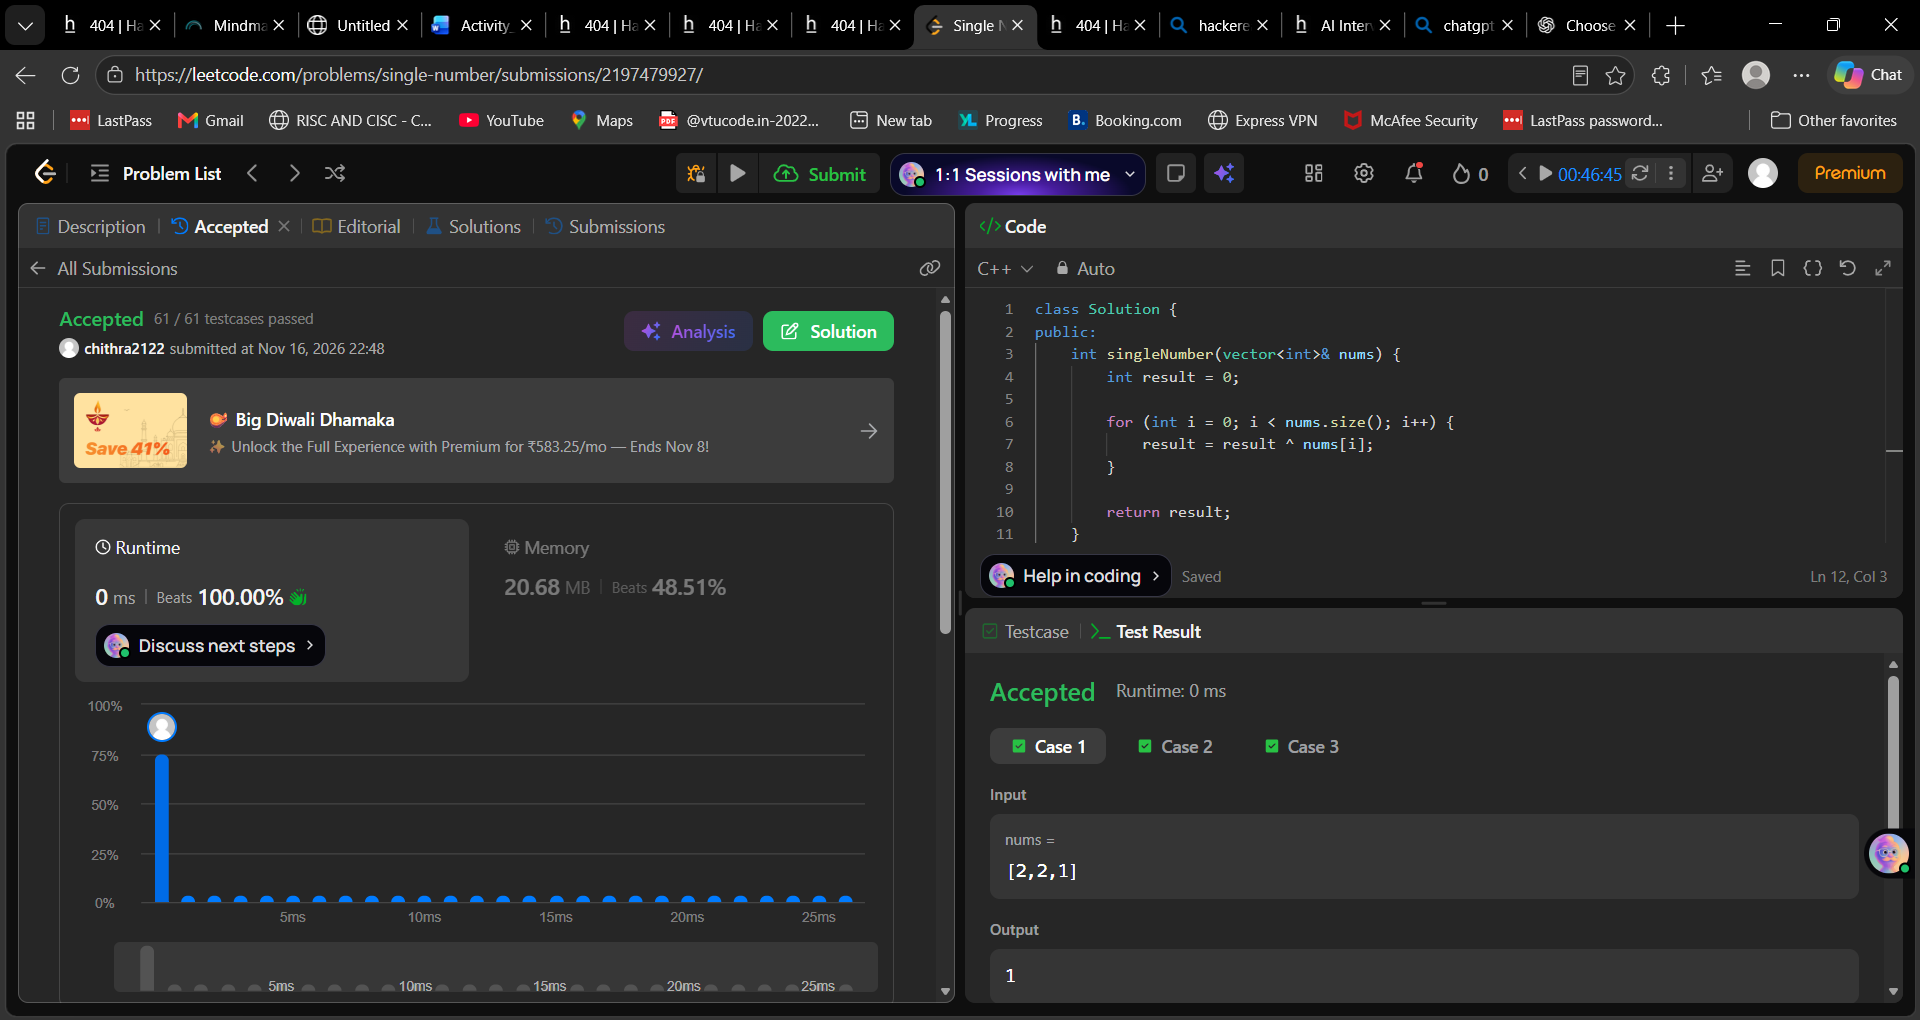 404 | Ha
Mindma
Untitled
Activity_
404 | Ha
404 | Ha
404 | Ha
Single N
404 | Ha
hackere
AI Inter
chatgpt
Choose
https://leetcode.com/problems/single-number/submissions/2197479927/
Chat
LastPass
Gmail
RISC AND CISC - C...
YouTube
Maps
@vtucode.in-2022...
New tab
Progress
Booking.com
Express VPN
McAfee Security
LastPass password...
Other favorites
Problem List
Submit
1:1 Sessions with me
0
00:46:45
Premium
Description
Accepted
Editorial
Solutions
Submissions
All Submissions
Accepted 61 / 61 testcases passed
chithra2122 submitted at Nov 16, 2026 22:48
Analysis
Solution
Save 41%
Big Diwali Dhamaka
Unlock the Full Experience with Premium for ₹583.25/mo — Ends Nov 8!
Runtime
0 ms | Beats 100.00%
Discuss next steps
Memory
20.68 MB | Beats 48.51%
100%
75%
50%
25%
0%
5ms 10ms 15ms 20ms 25ms
5ms 10ms 15ms 20ms 25ms
</> Code
C++
Auto
1 class Solution {
2 public:
3 int singleNumber(vector<int>& nums) {
4 int result = 0;
5
6 for (int i = 0; i < nums.size(); i++) {
7 result = result ^ nums[i];
8 }
9
10 return result;
11 }
Help in coding
Saved
Ln 12, Col 3
Testcase
Test Result
Accepted Runtime: 0 ms
Case 1
Case 2
Case 3
Input
nums =
[2,2,1]
Output
1